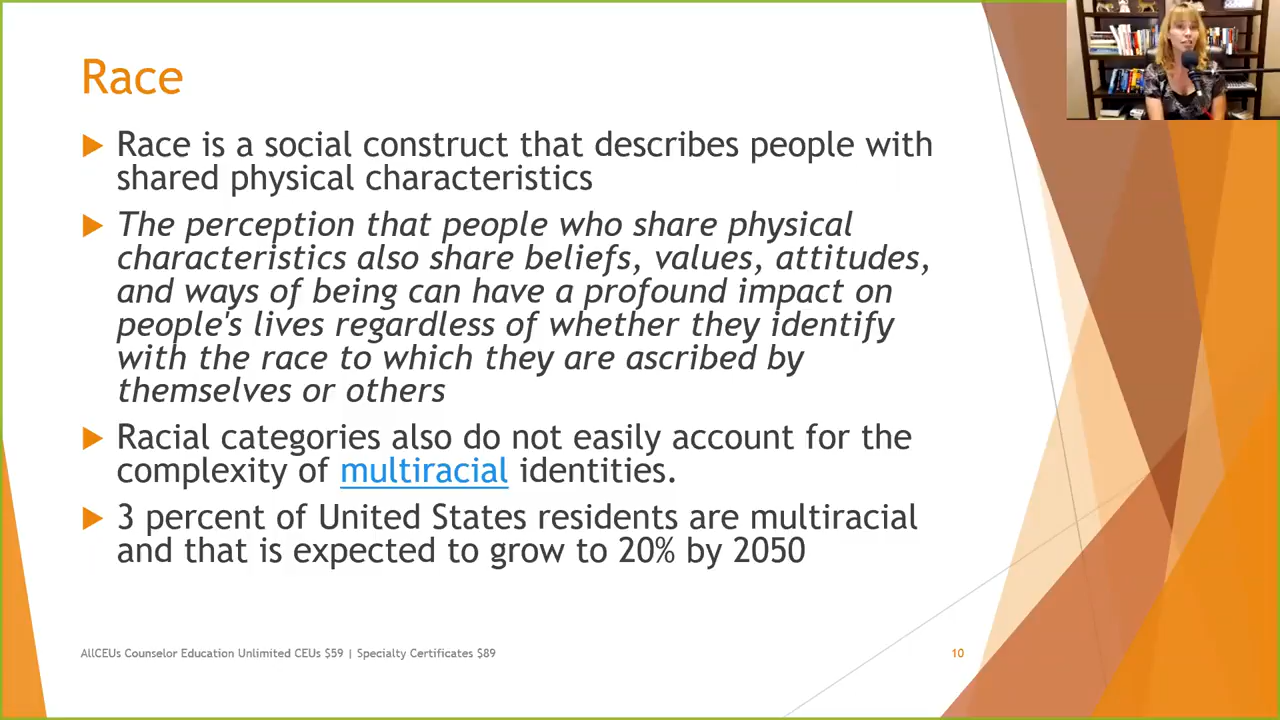 Race
Race is a social construct that describes people with
shared physical characteristics
The perception that people who share physical
characteristics also share beliefs, values, attitudes,
and ways of being can have a profound impact on
people's lives regardless of whether they identify
with the race to which they are ascribed by
themselves or others
Racial categories also do not easily account for the
complexity of multiracial identities.
3 percent of United States residents are multiracial
and that is expected to grow to 20% by 2050
AllCEUs Counselor Education Unlimited CEUs $59 | Specialty Certificates $89
10